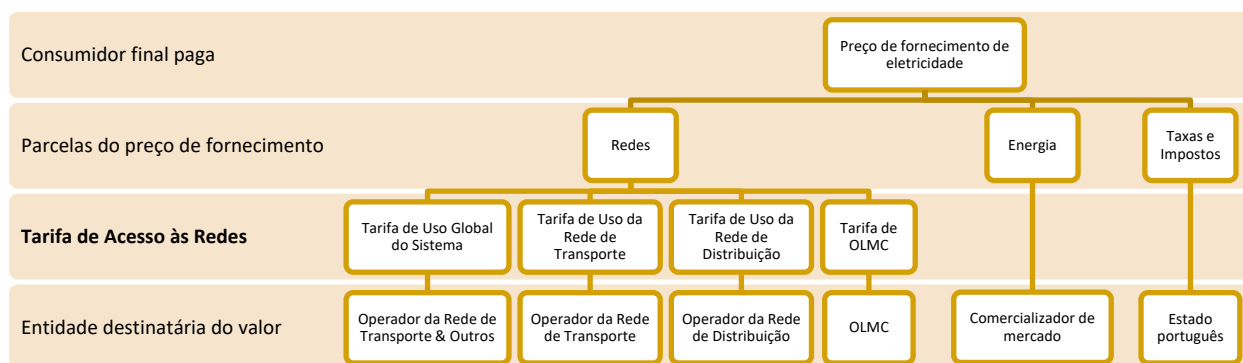 Consumidor final paga
Preço de fornecimento de
eletricidade
Parcelas do preço de fornecimento
Redes
Energia
Taxas e
Impostos
Tarifa de Acesso às Redes
Tarifa de Uso Global
do Sistema
Tarifa de Uso da
Rede de
Transporte
Tarifa de Uso da
Rede de
Distribuição
Tarifa de
OLMC
Entidade destinatária do valor
Operador da Rede de
Transporte & Outros
Operador da Rede
de Transporte
Operador da Rede
de Distribuição
OLMC
Comercializador de
mercado
Estado
português